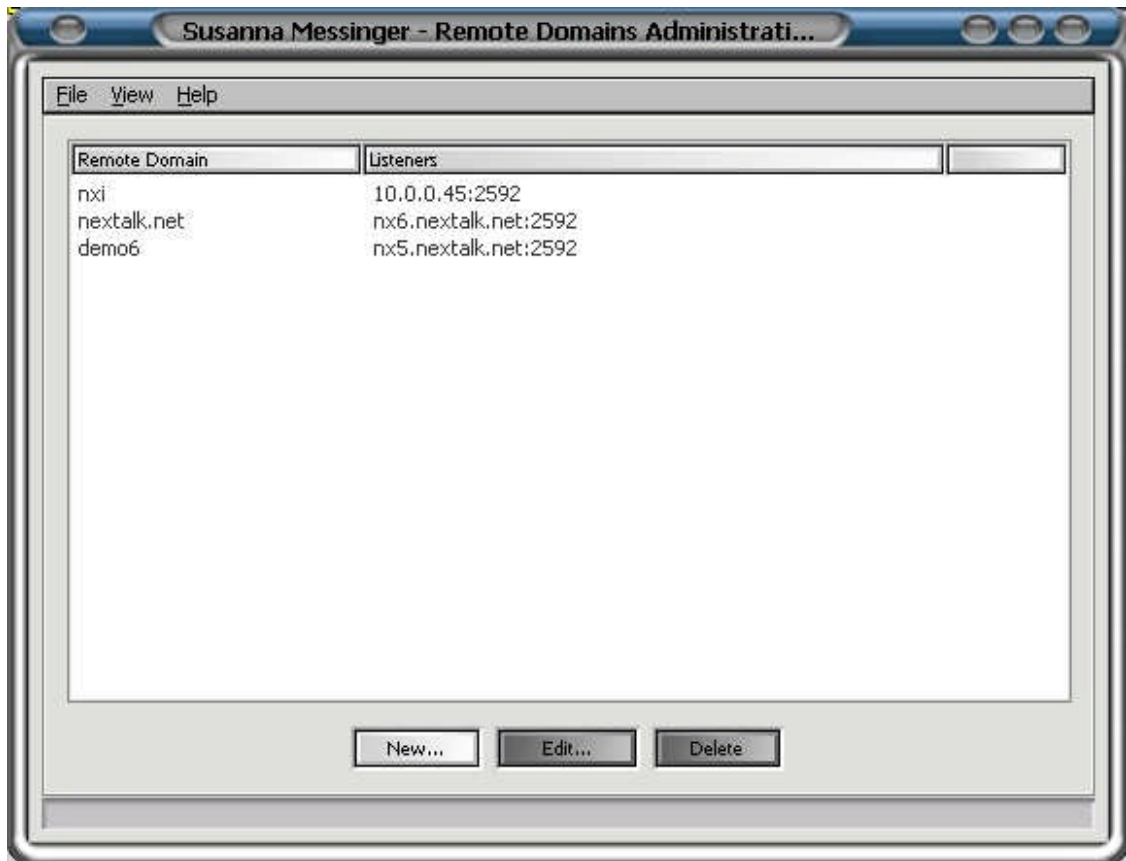 Susanna Messinger - Remote Domains Administrati...
File View Help
Remote Domain Listeners
nxi 10.0.0.45:2592
nextalk.net nx6.nextalk.net:2592
demo6 nx5.nextalk.net:2592
New... Edit... Delete